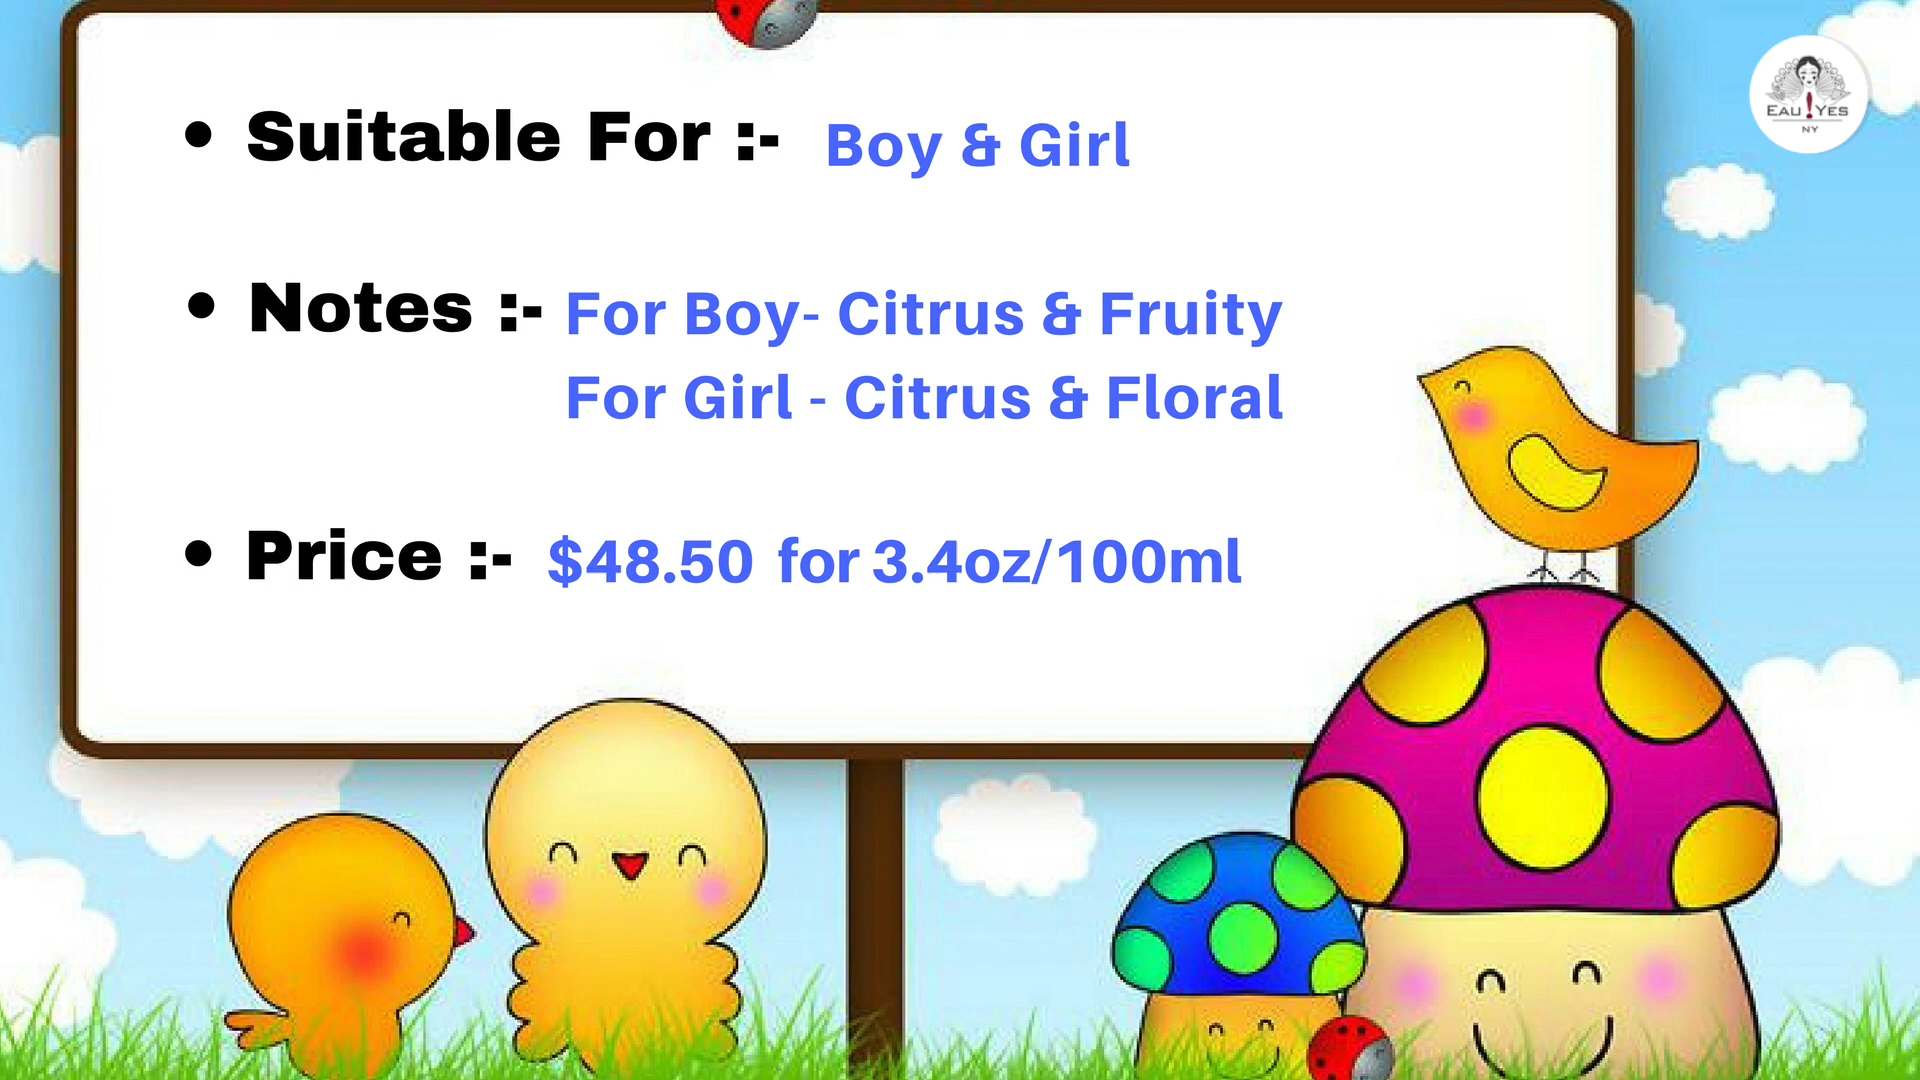 • Suitable For :- Boy & Girl
• Notes :- For Boy- Citrus & Fruity
For Girl - Citrus & Floral
• Price :- $48.50 for 3.4oz/100ml
EAU YES
NY